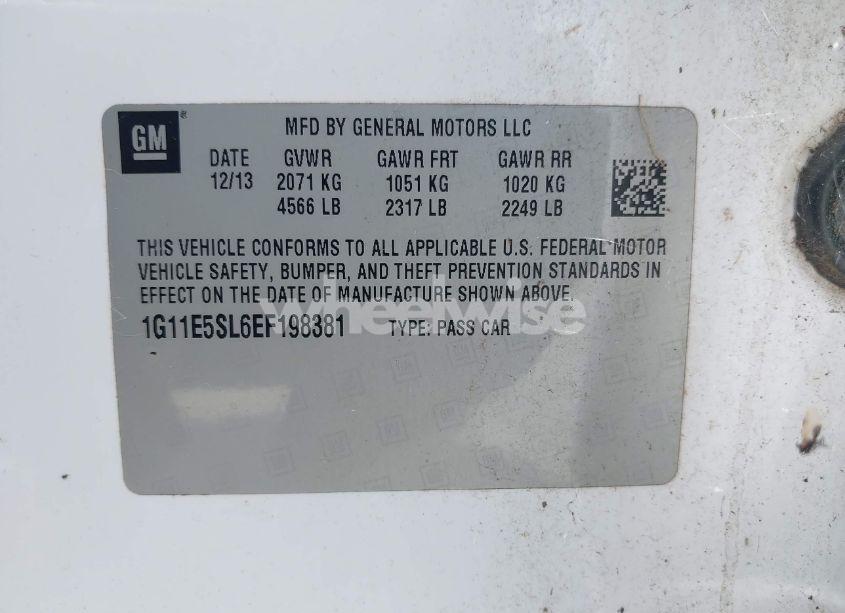 GM ®
MFD BY GENERAL MOTORS LLC
DATE GVWR GAWR FRT GAWR RR
12/13 2071 KG 1051 KG 1020 KG
4566 LB 2317 LB 2249 LB
THIS VEHICLE CONFORMS TO ALL APPLICABLE U.S. FEDERAL MOTOR
VEHICLE SAFETY, BUMPER, AND THEFT PREVENTION STANDARDS IN
EFFECT ON THE DATE OF MANUFACTURE SHOWN ABOVE.
wheelwise
1G11E5SL6EF198381 TYPE: PASS CAR